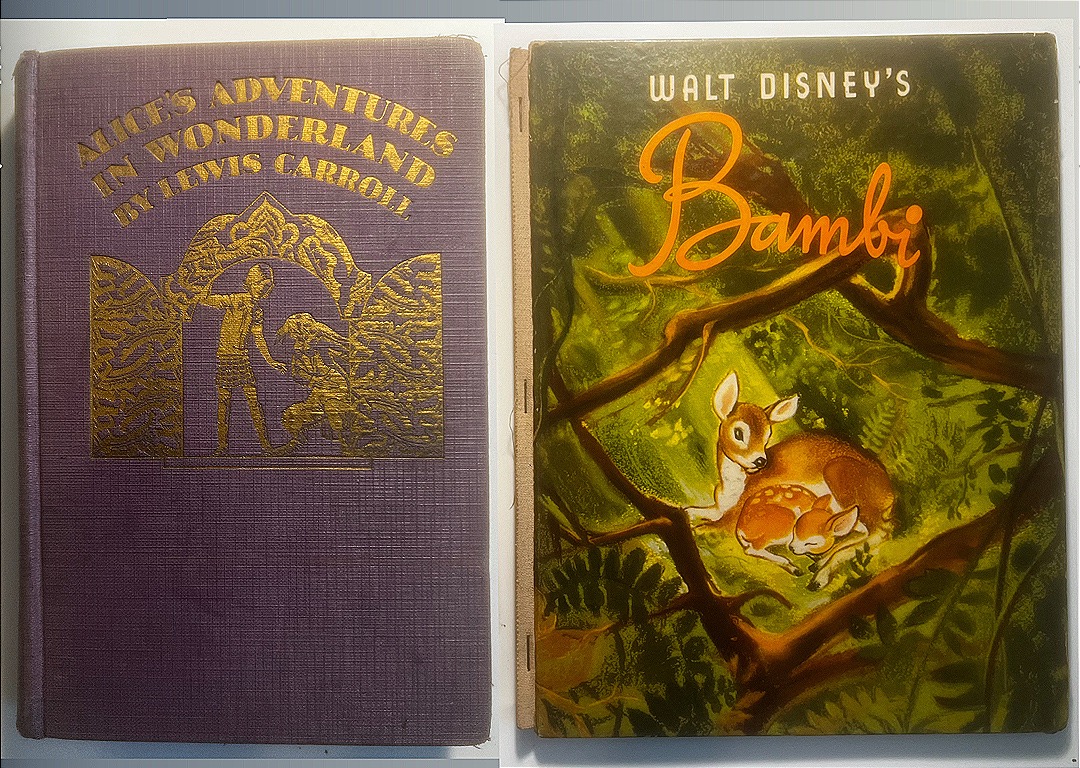 ALICE'S ADVENTURES
IN WONDERLAND
BY LEWIS CARROLL
WALT DISNEY'S
Bambi